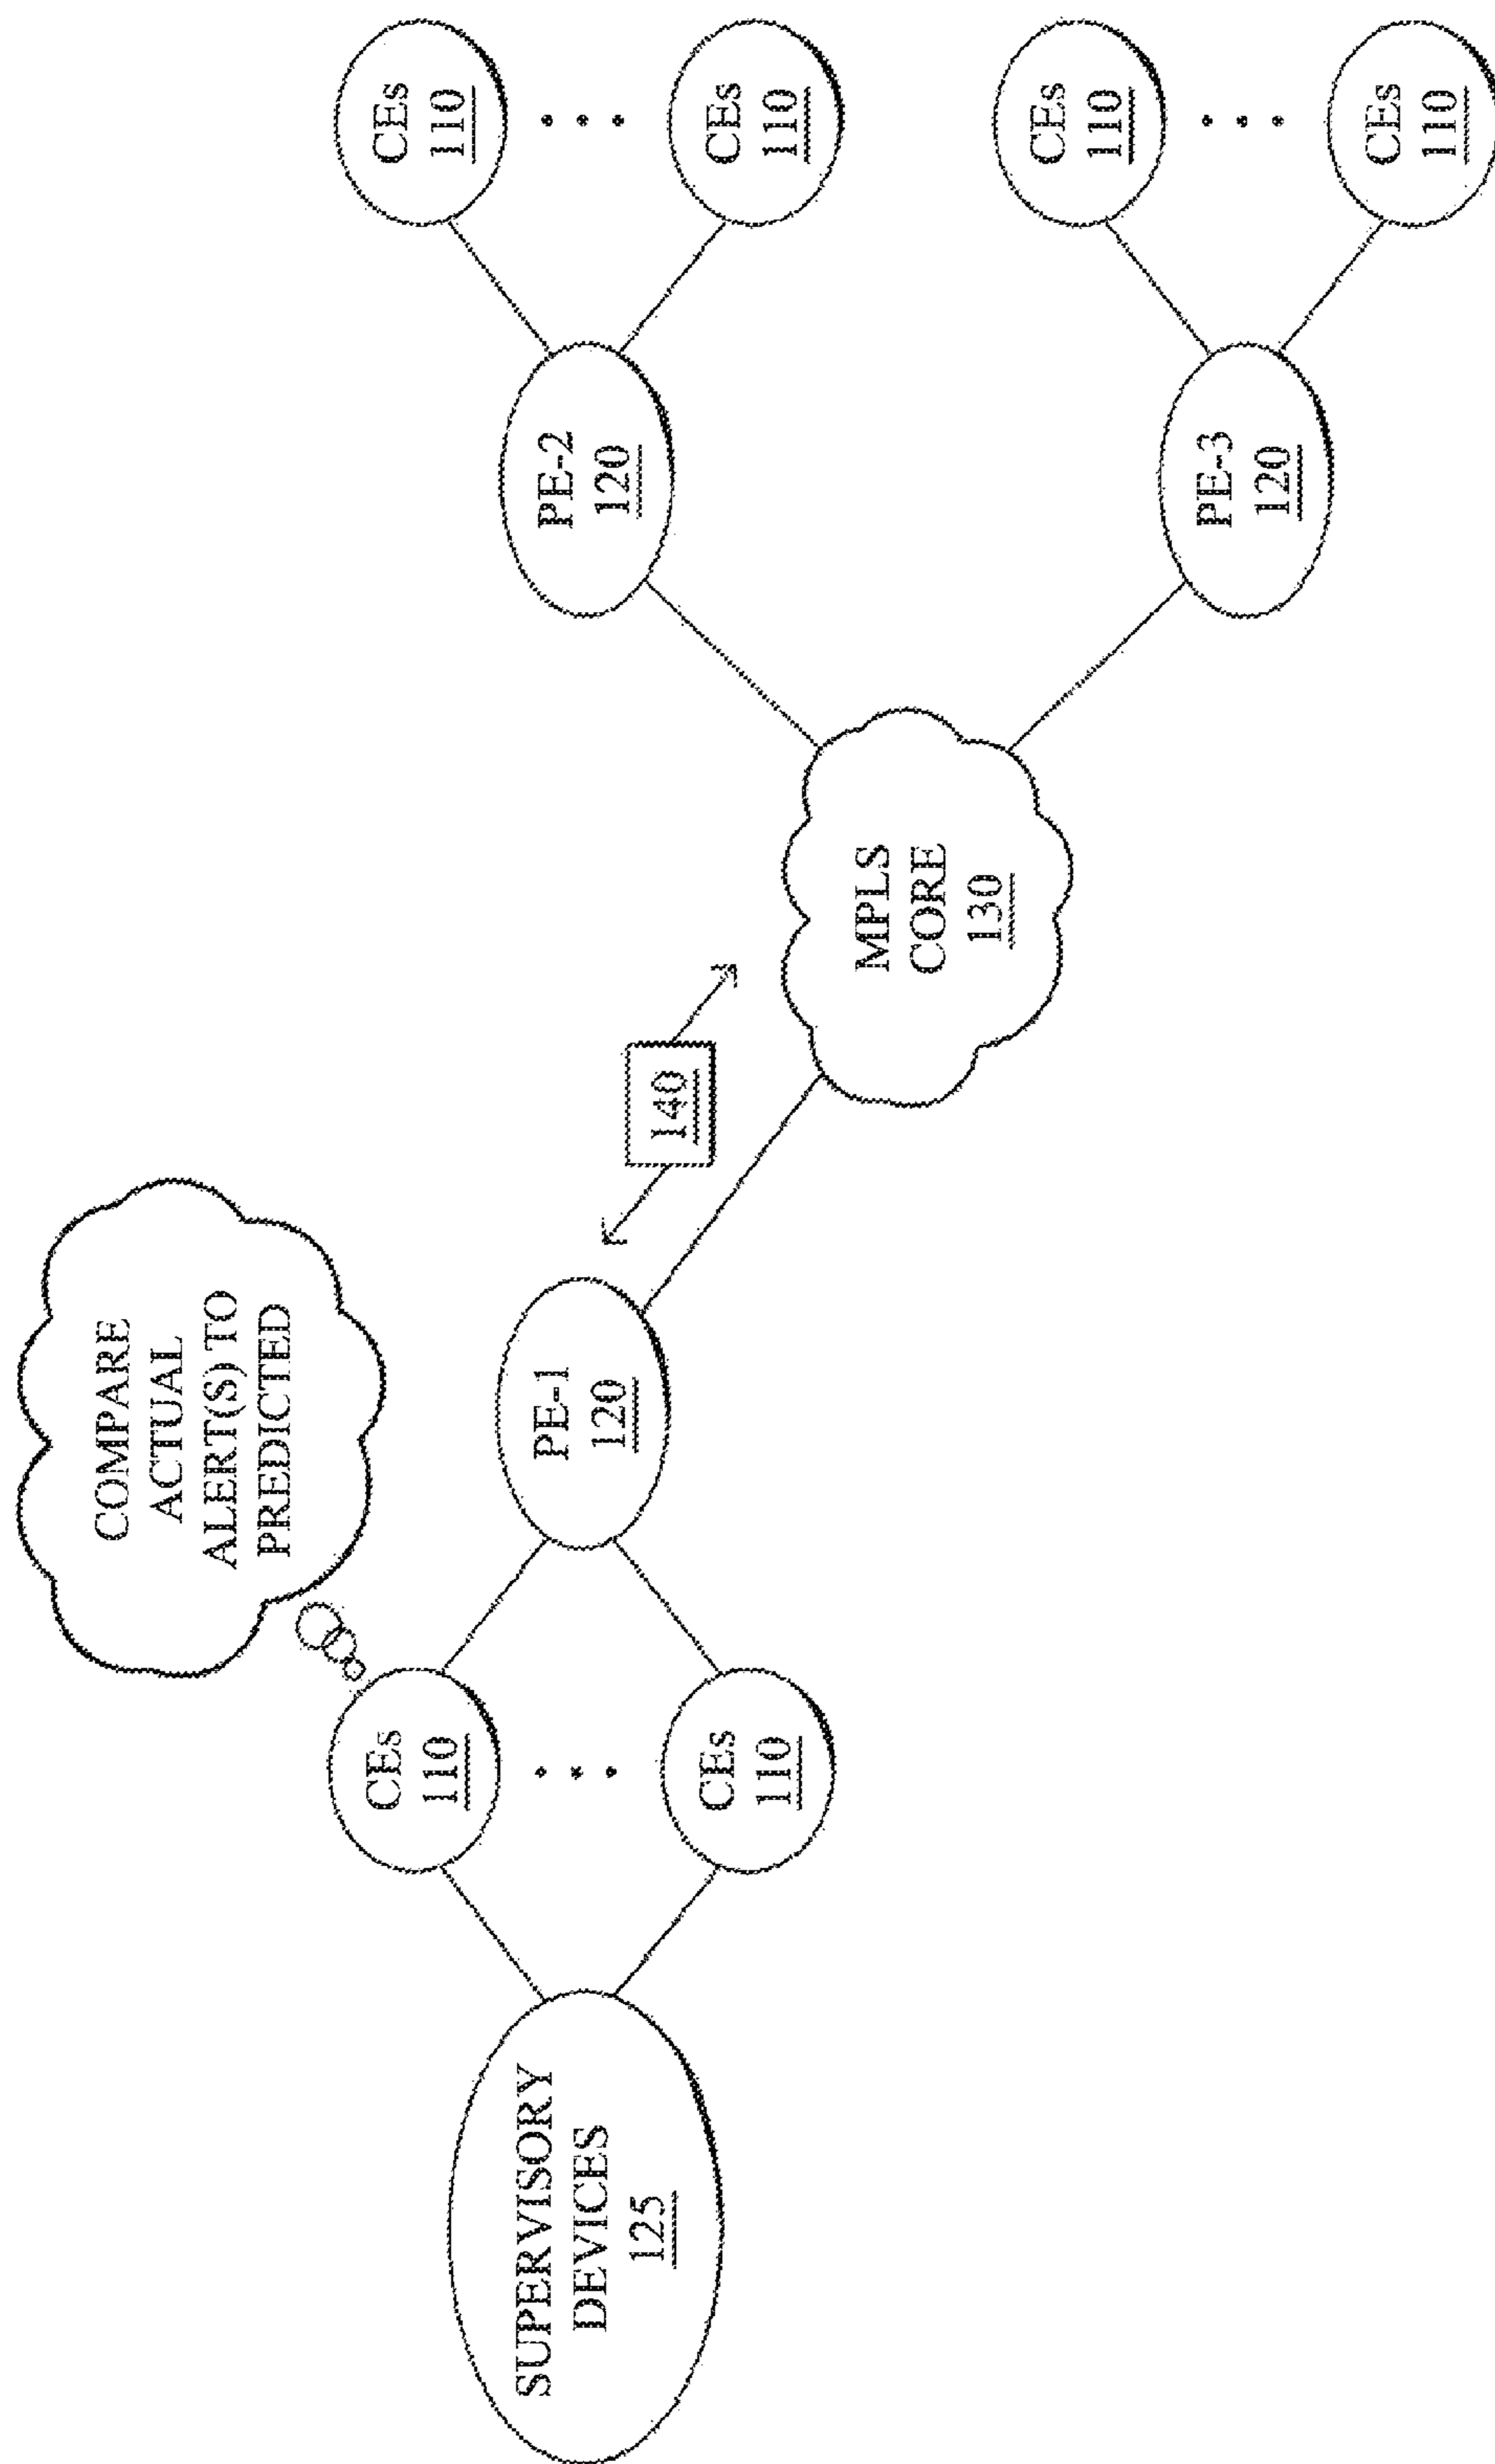 COMPARE
ACTUAL
ALERT(S) TO
PREDICTED
SUPERVISORY
DEVICES
125
CEs
110
CEs
110
PE-1
120
140
MPLS
CORE
130
PE-2
120
CEs
110
CEs
110
PE-3
120
CEs
110
CEs
110